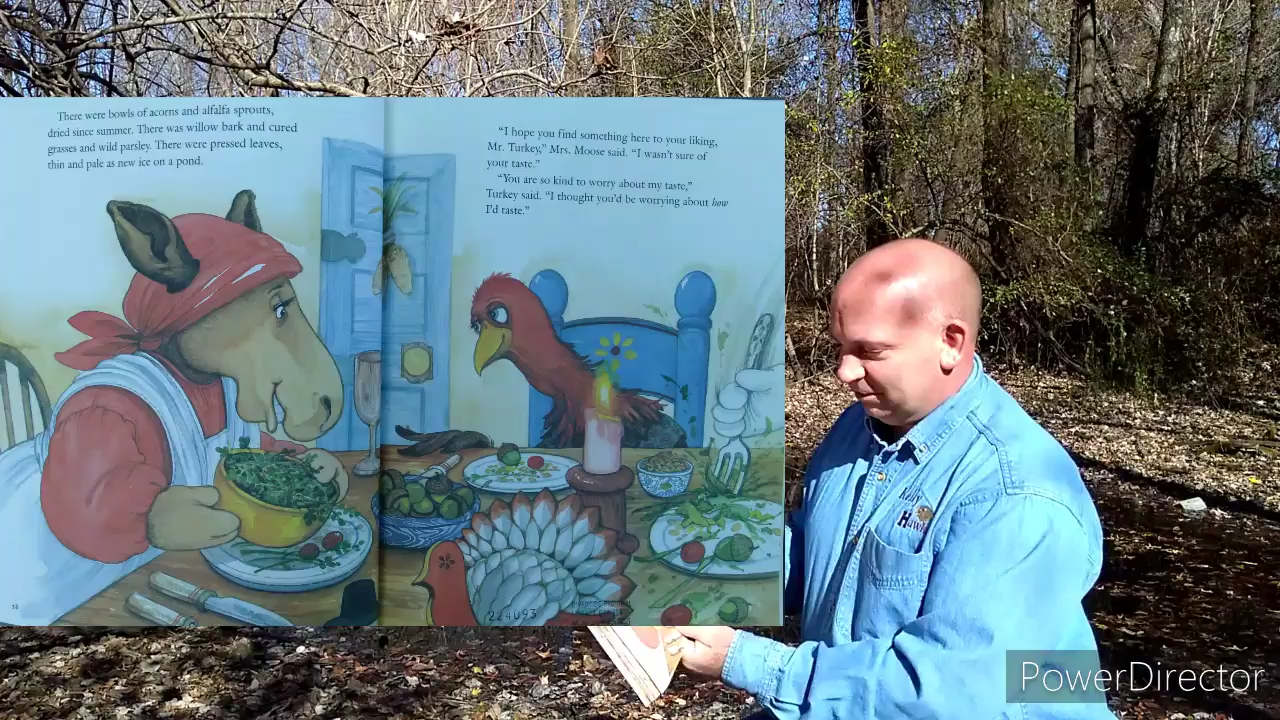 There were bowls of acorns and alfalfa sprouts,
dried since summer. There was willow bark and cured
grasses and wild parsley. There were pressed leaves,
thin and pale as new ice on a pond.
"I hope you find something here to your liking,
Mr. Turkey," Mrs. Moose said. "I wasn't sure of
your taste."
"You are so kind to worry about my taste,"
Turkey said. "I thought you'd be worrying about how
I'd taste."
224093
PowerDirector